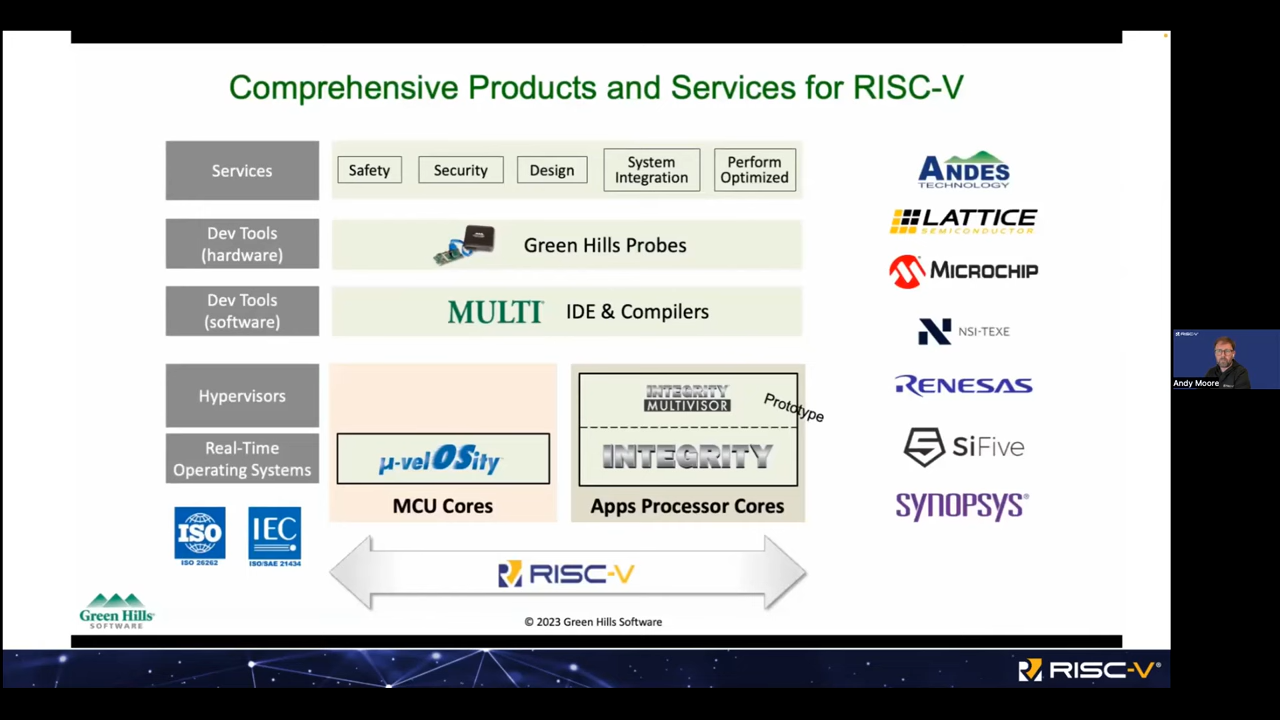 Comprehensive Products and Services for RISC-V
Services
Safety
Security
Design
System
Integration
Perform
Optimized
Dev Tools
(hardware)
Green Hills Probes
Dev Tools
(software)
MULTI IDE & Compilers
Hypervisors
INTEGRITY
MULTIVISOR
Prototype
Real-Time
Operating Systems
µ-velOSity
INTEGRITY
MCU Cores
Apps Processor Cores
ISO
ISO 26262
IEC
ISO/SAE 21434
RISC-V
Green Hills
SOFTWARE
© 2023 Green Hills Software
ANDES
TECHNOLOGY
LATTICE
SEMICONDUCTOR
MICROCHIP
NSI-TEXE
RENESAS
SiFive
SYNOPSYS®
RISC-V
Andy Moore
RISC-V®